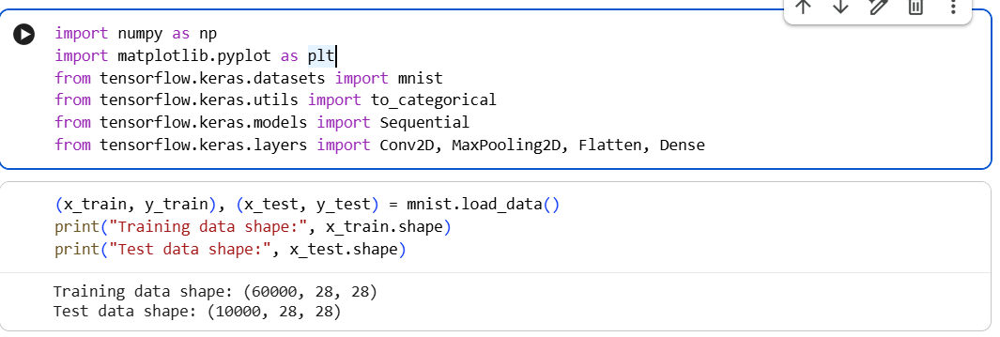 import numpy as np
import matplotlib.pyplot as plt
from tensorflow.keras.datasets import mnist
from tensorflow.keras.utils import to_categorical
from tensorflow.keras.models import Sequential
from tensorflow.keras.layers import Conv2D, MaxPooling2D, Flatten, Dense
(x_train, y_train), (x_test, y_test) = mnist.load_data()
print("Training data shape:", x_train.shape)
print("Test data shape:", x_test.shape)
Training data shape: (60000, 28, 28)
Test data shape: (10000, 28, 28)